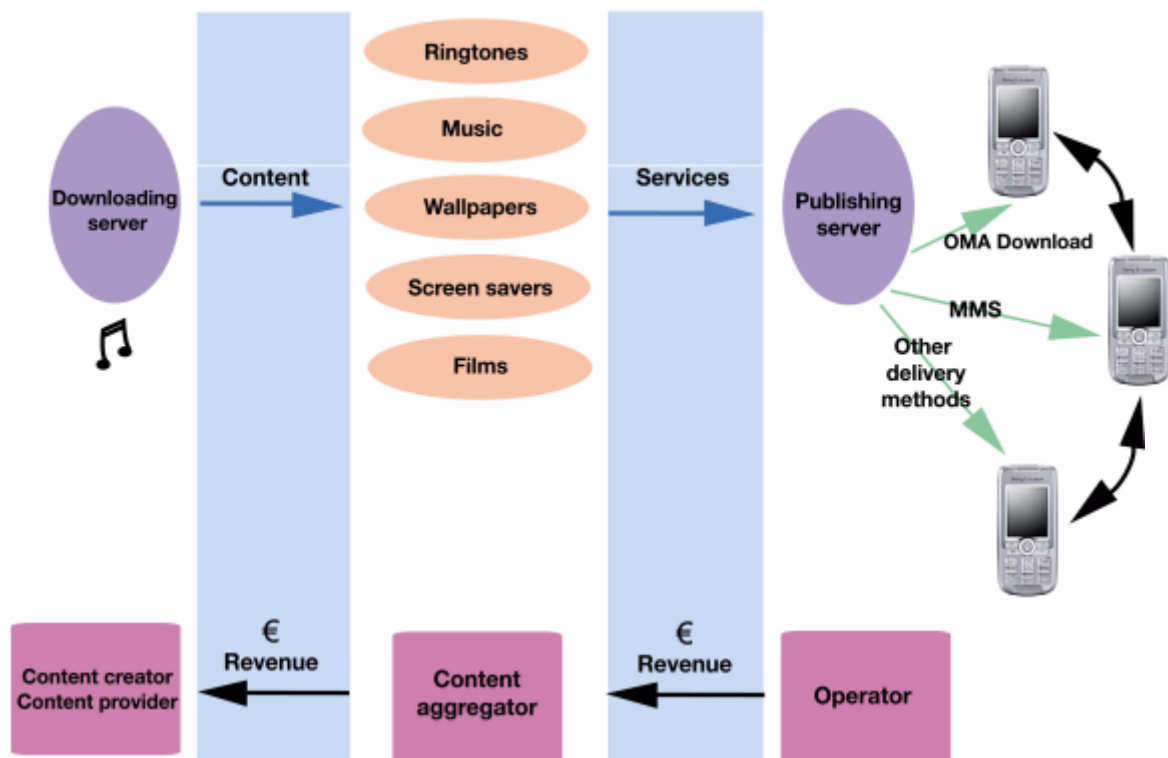 Ringtones
Music
Content
Services
Downloading
server
Wallpapers
Publishing
server
OMA Download
Screen savers
MMS
Films
Other
delivery
methods
€
Revenue
€
Revenue
Content creator
Content provider
Content
aggregator
Operator